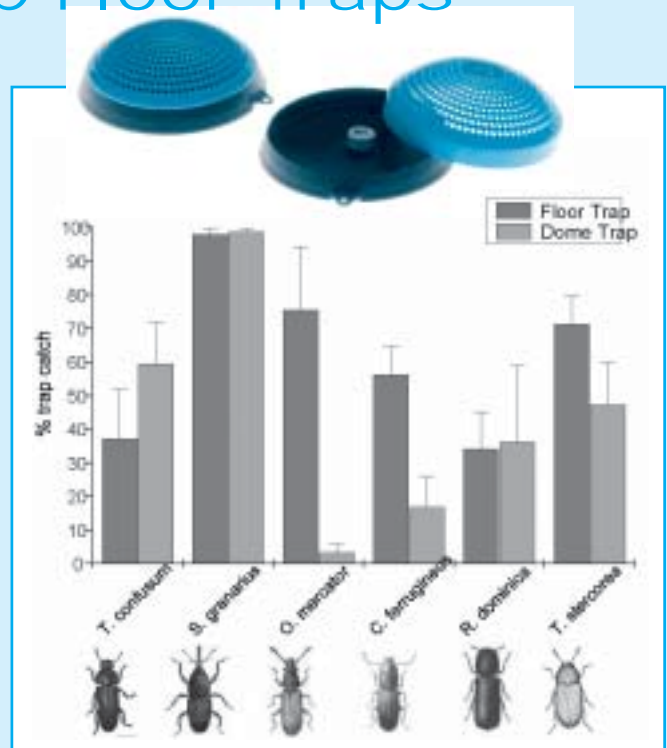 Floor Traps
Floor Trap
Dome Trap
% trap catch
100
90
80
70
60
50
40
30
20
10
0
T. confusum
S. granarius
O. mercator
C. ferrugineus
R. dominica
T. stercorea